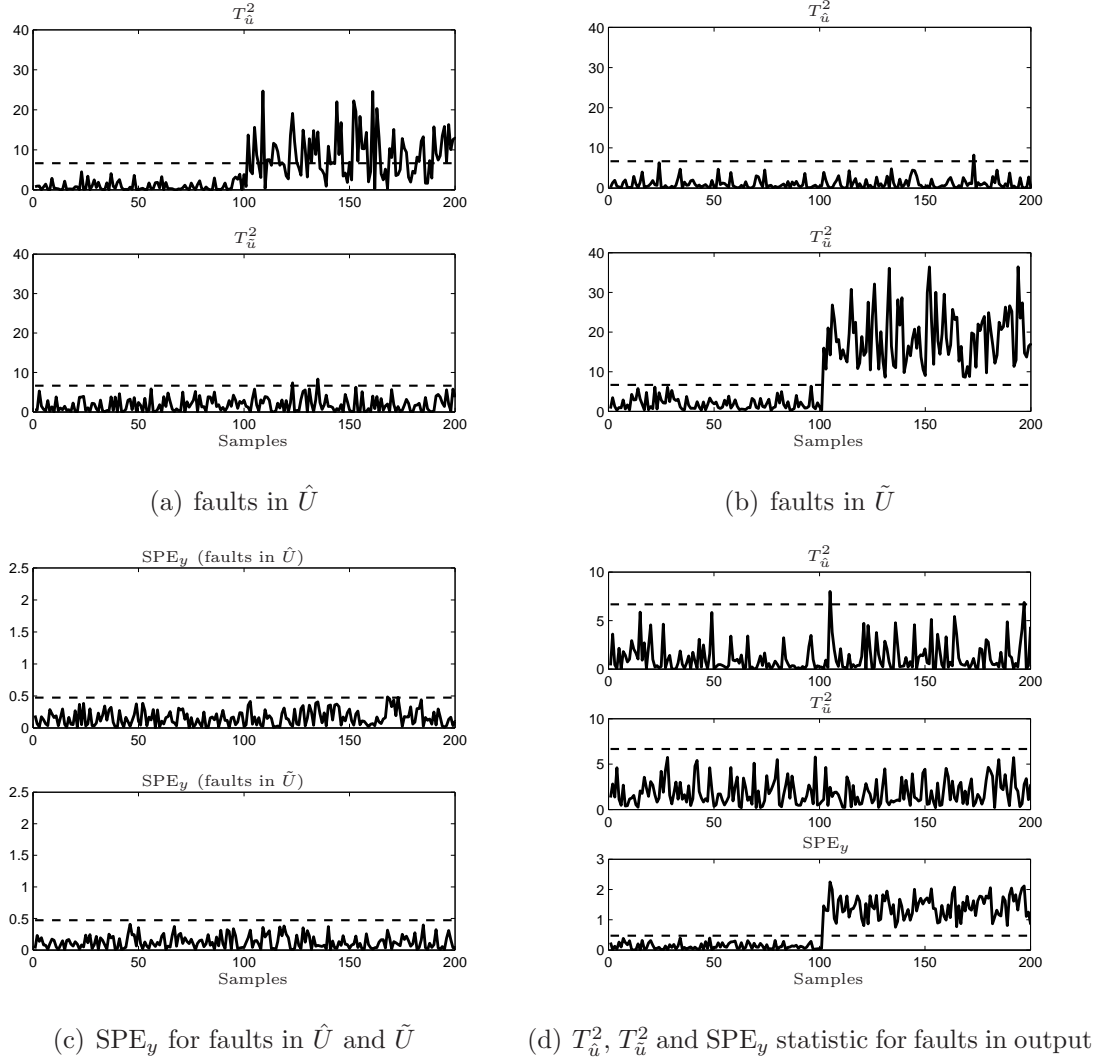 T²_û
40
30
20
10
0
0 50 100 150 200
T²_ũ
40
30
20
10
0
0 50 100 150 200
Samples
(a) faults in Û
T²_û
40
30
20
10
0
0 50 100 150 200
T²_ũ
40
30
20
10
0
0 50 100 150 200
Samples
(b) faults in Ũ
SPE_y (faults in Û)
2.5
2
1.5
1
0.5
0
0 50 100 150 200
SPE_y (faults in Ũ)
2.5
2
1.5
1
0.5
0
0 50 100 150 200
Samples
(c) SPE_y for faults in Û and Ũ
T²_û
10
5
0
0 50 100 150 200
T²_ũ
10
5
0
0 50 100 150 200
SPE_y
3
2
1
0
0 50 100 150 200
Samples
(d) T²_û, T²_ũ and SPE_y statistic for faults in output